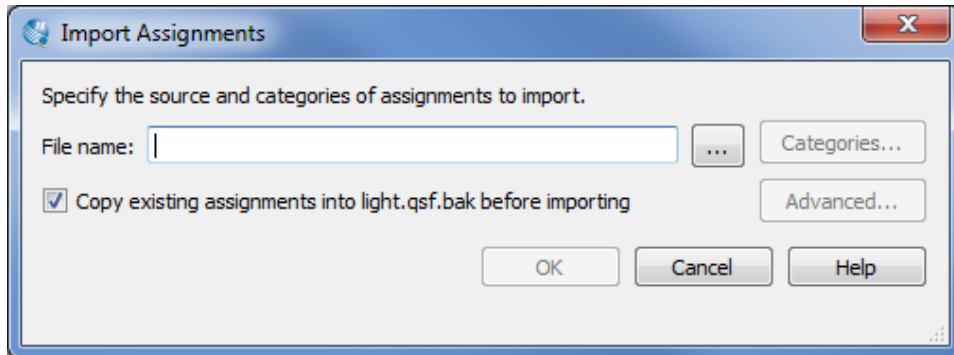 Import Assignments
Specify the source and categories of assignments to import.
File name: ... Categories...
Copy existing assignments into light.qsf.bak before importing Advanced...
OK Cancel Help